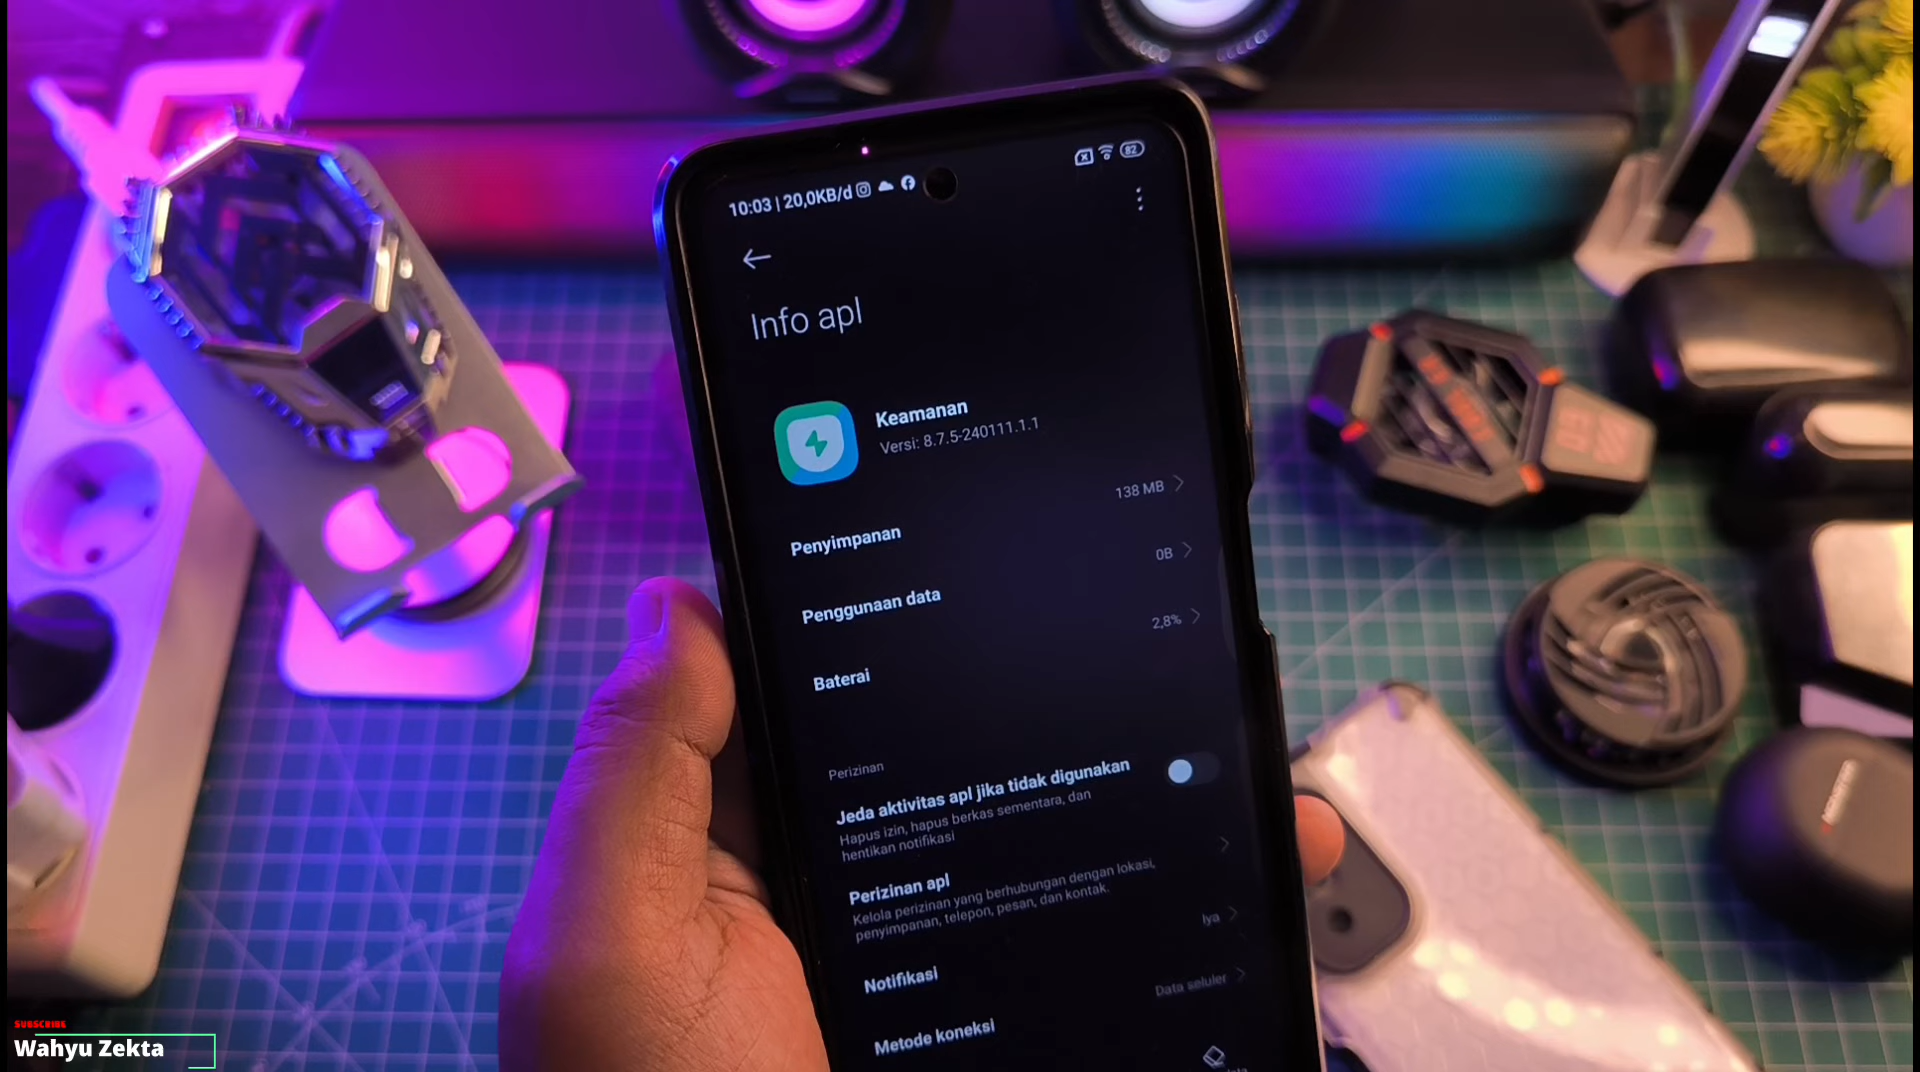 10:03 | 20,0KB/d
82
Info apl
Keamanan
Versi: 8.7.5-240111.1.1
Penyimpanan
138 MB
Penggunaan data
0B
Baterai
2,8%
Perizinan
Jeda aktivitas apl jika tidak digunakan
Hapus izin, hapus berkas sementara, dan
hentikan notifikasi
Perizinan apl
Kelola perizinan yang berhubungan dengan lokasi,
penyimpanan, telepon, pesan, dan kontak.
Notifikasi
Iya
Metode koneksi
Data seluler
SUBSCRIBE
Wahyu Zekta